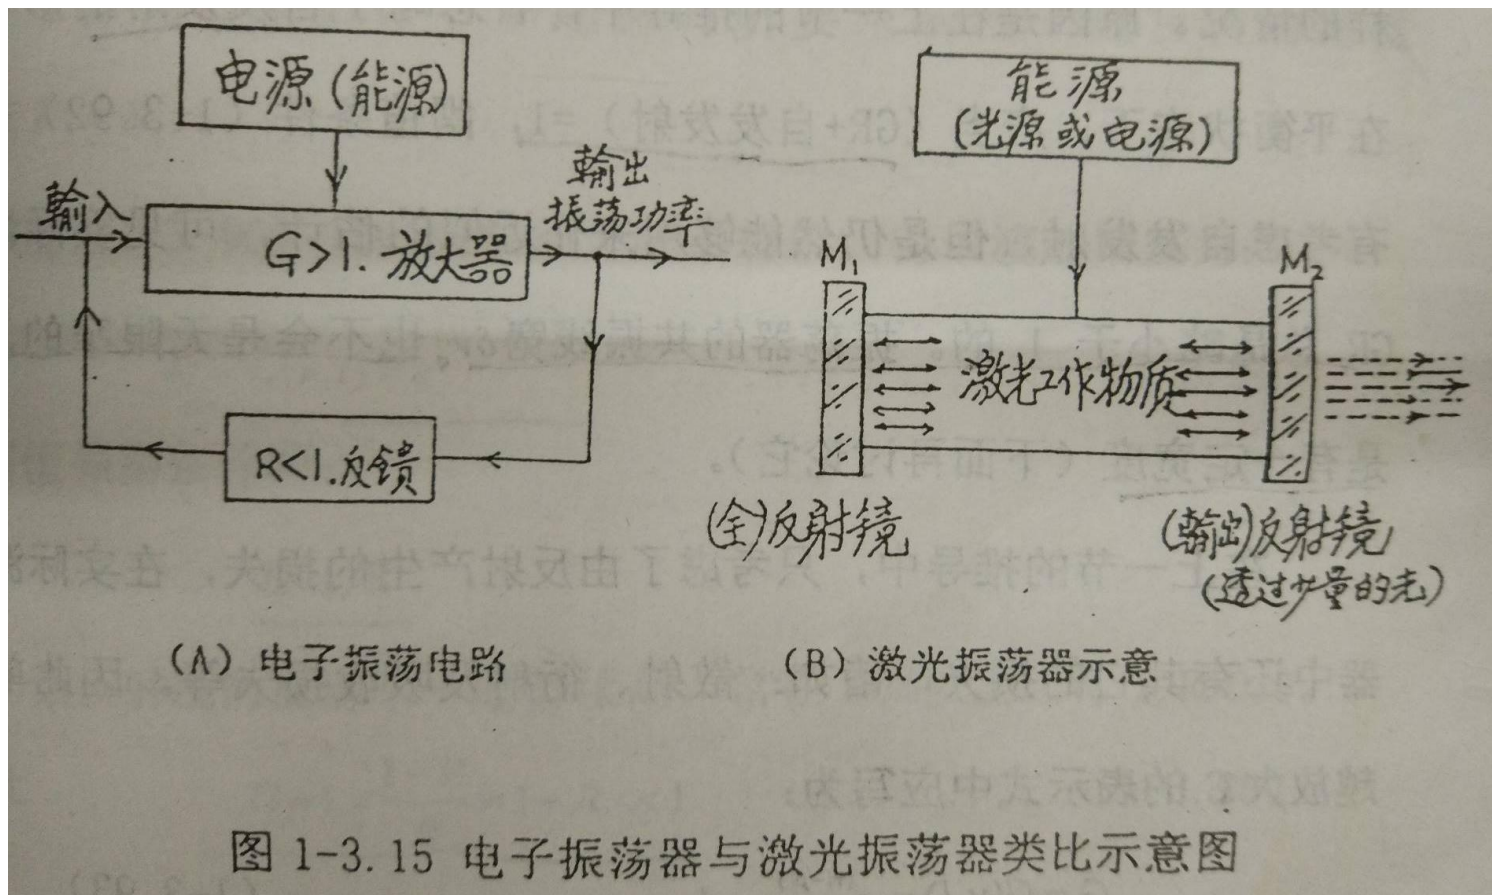 电源(能源)
输入
G>1. 放大器
输出
振荡功率
R<1.反馈
(A) 电子振荡电路
能源
(光源或电源)
M₁
M₂
激光工作物质
(全)反射镜
(输出)反射镜
(透过少量的光)
(B) 激光振荡器示意
图 1-3.15 电子振荡器与激光振荡器类比示意图